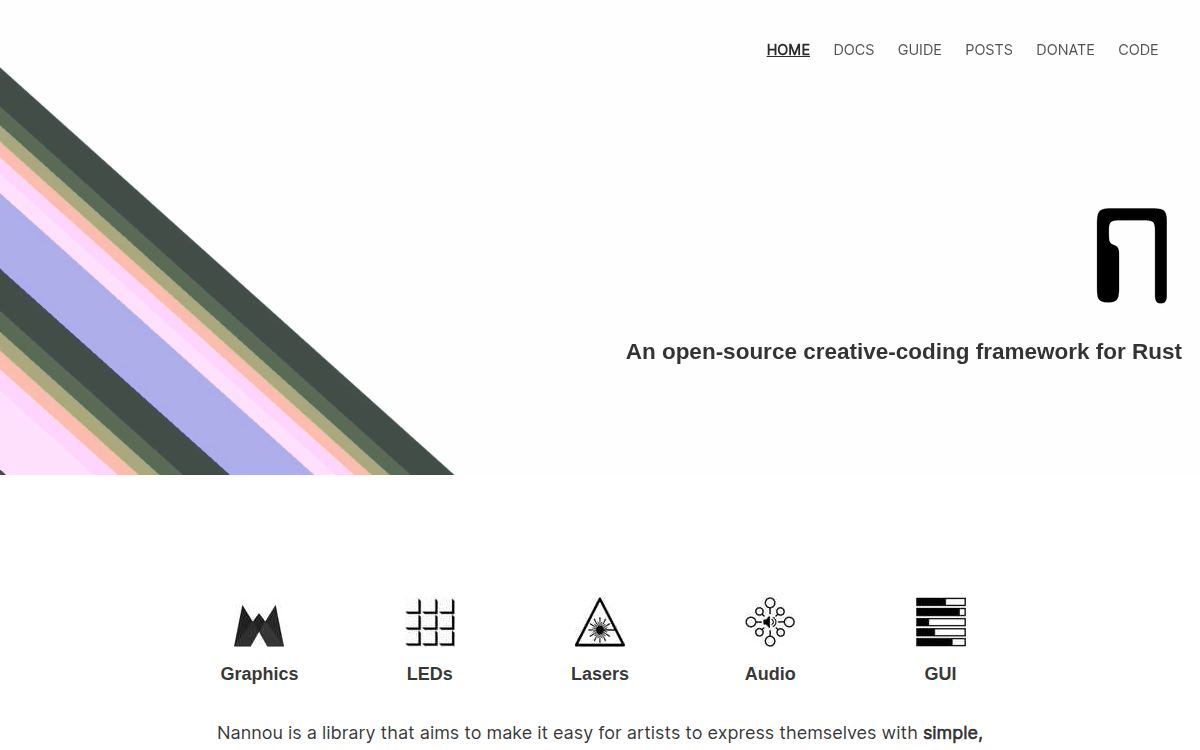 HOME DOCS GUIDE POSTS DONATE CODE
An open-source creative-coding framework for Rust
Graphics LEDs Lasers Audio GUI
Nannou is a library that aims to make it easy for artists to express themselves with simple,